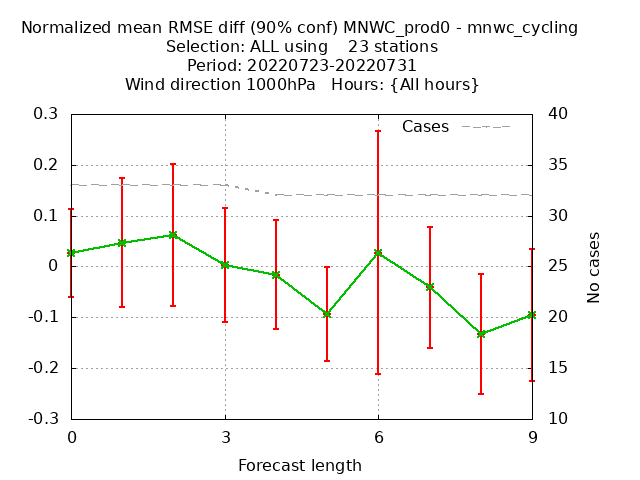 Normalized mean RMSE diff (90% conf) MNWC_prod0 - mnwc_cycling
Selection: ALL using    23 stations
Period: 20220723-20220731
Wind direction 1000hPa   Hours: {All hours}
0.3
0.2
0.1
0
-0.1
-0.2
-0.3
40
35
30
25
20
15
10
Cases
No cases
0
3
6
9
Forecast length